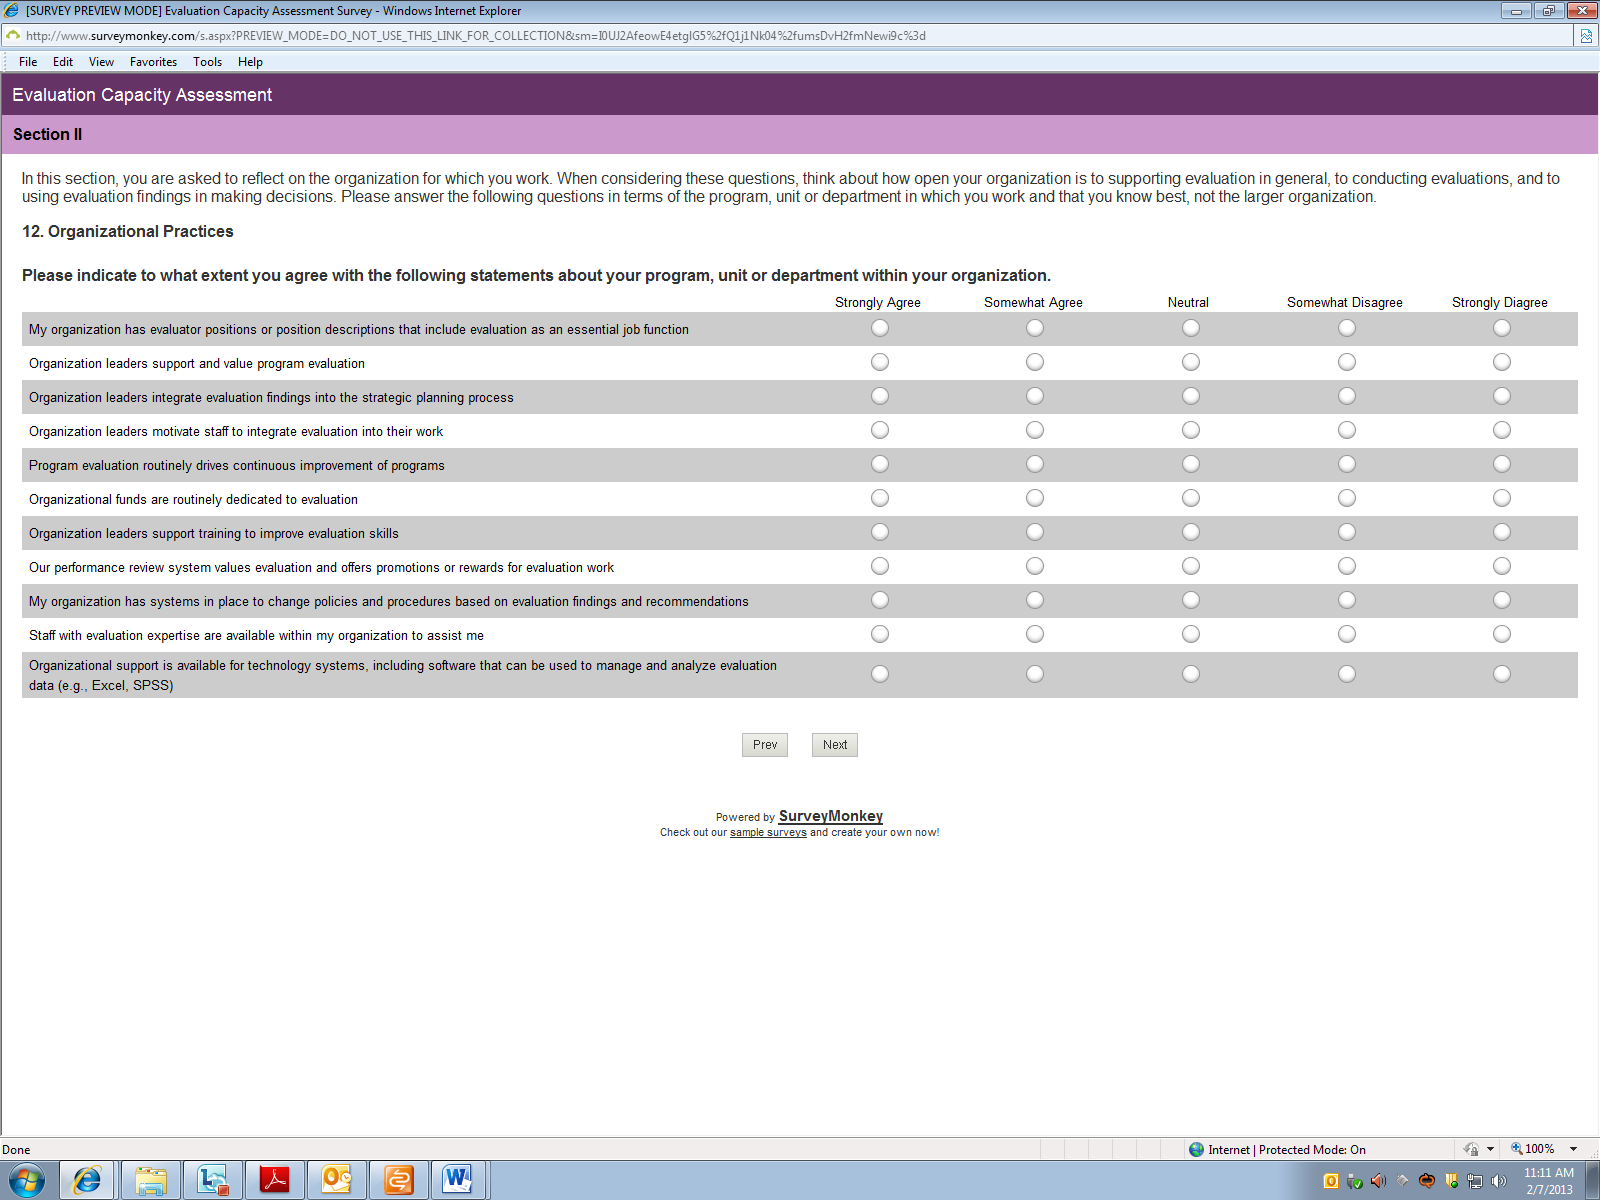 [SURVEY PREVIEW MODE] Evaluation Capacity Assessment Survey - Windows Internet Explorer
File Edit View Favorites Tools Help
Evaluation Capacity Assessment
Section II
In this section, you are asked to reflect on the organization for which you work. When considering these questions, think about how open your organization is to supporting evaluation in general, to conducting evaluations, and to
using evaluation findings in making decisions. Please answer the following questions in terms of the program, unit or department in which you work and that you know best, not the larger organization.
12. Organizational Practices
Please indicate to what extent you agree with the following statements about your program, unit or department within your organization.
Strongly Agree Somewhat Agree Neutral Somewhat Disagree Strongly Diagree
My organization has evaluator positions or position descriptions that include evaluation as an essential job function
Organization leaders support and value program evaluation
Organization leaders integrate evaluation findings into the strategic planning process
Organization leaders motivate staff to integrate evaluation into their work
Program evaluation routinely drives continuous improvement of programs
Organizational funds are routinely dedicated to evaluation
Organization leaders support training to improve evaluation skills
Our performance review system values evaluation and offers promotions or rewards for evaluation work
My organization has systems in place to change policies and procedures based on evaluation findings and recommendations
Staff with evaluation expertise are available within my organization to assist me
Organizational support is available for technology systems, including software that can be used to manage and analyze evaluation
data (e.g., Excel, SPSS)
Prev Next
Powered by SurveyMonkey
Check out our sample surveys and create your own now!
Done Internet | Protected Mode: On 100%
11:11 AM
2/7/2013